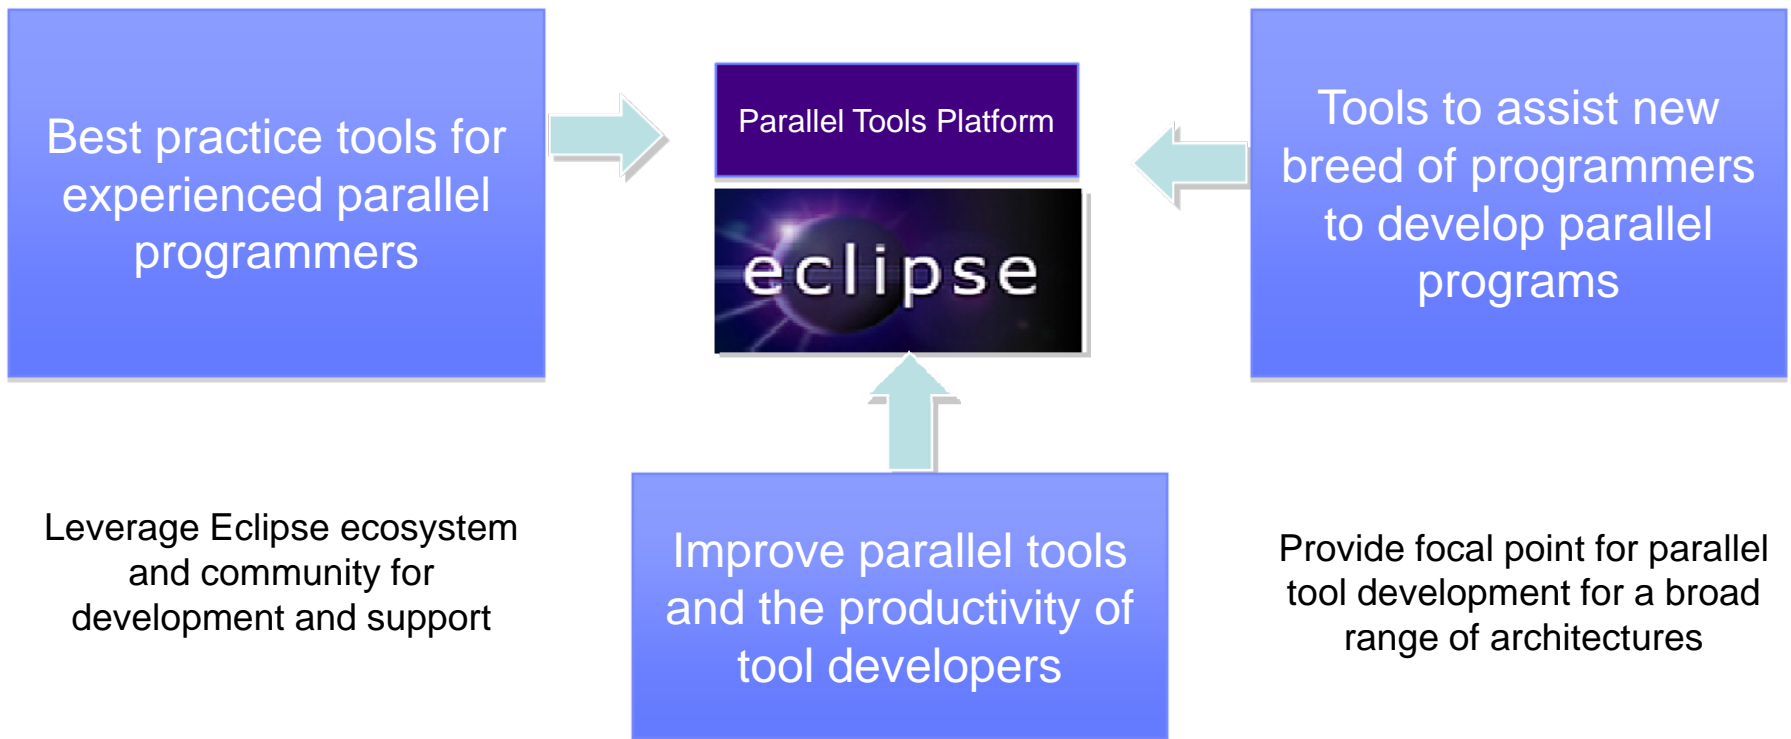 Best practice tools for
experienced parallel
programmers
Parallel Tools Platform
eclipse
Tools to assist new
breed of programmers
to develop parallel
programs
Leverage Eclipse ecosystem
and community for
development and support
Improve parallel tools
and the productivity of
tool developers
Provide focal point for parallel
tool development for a broad
range of architectures